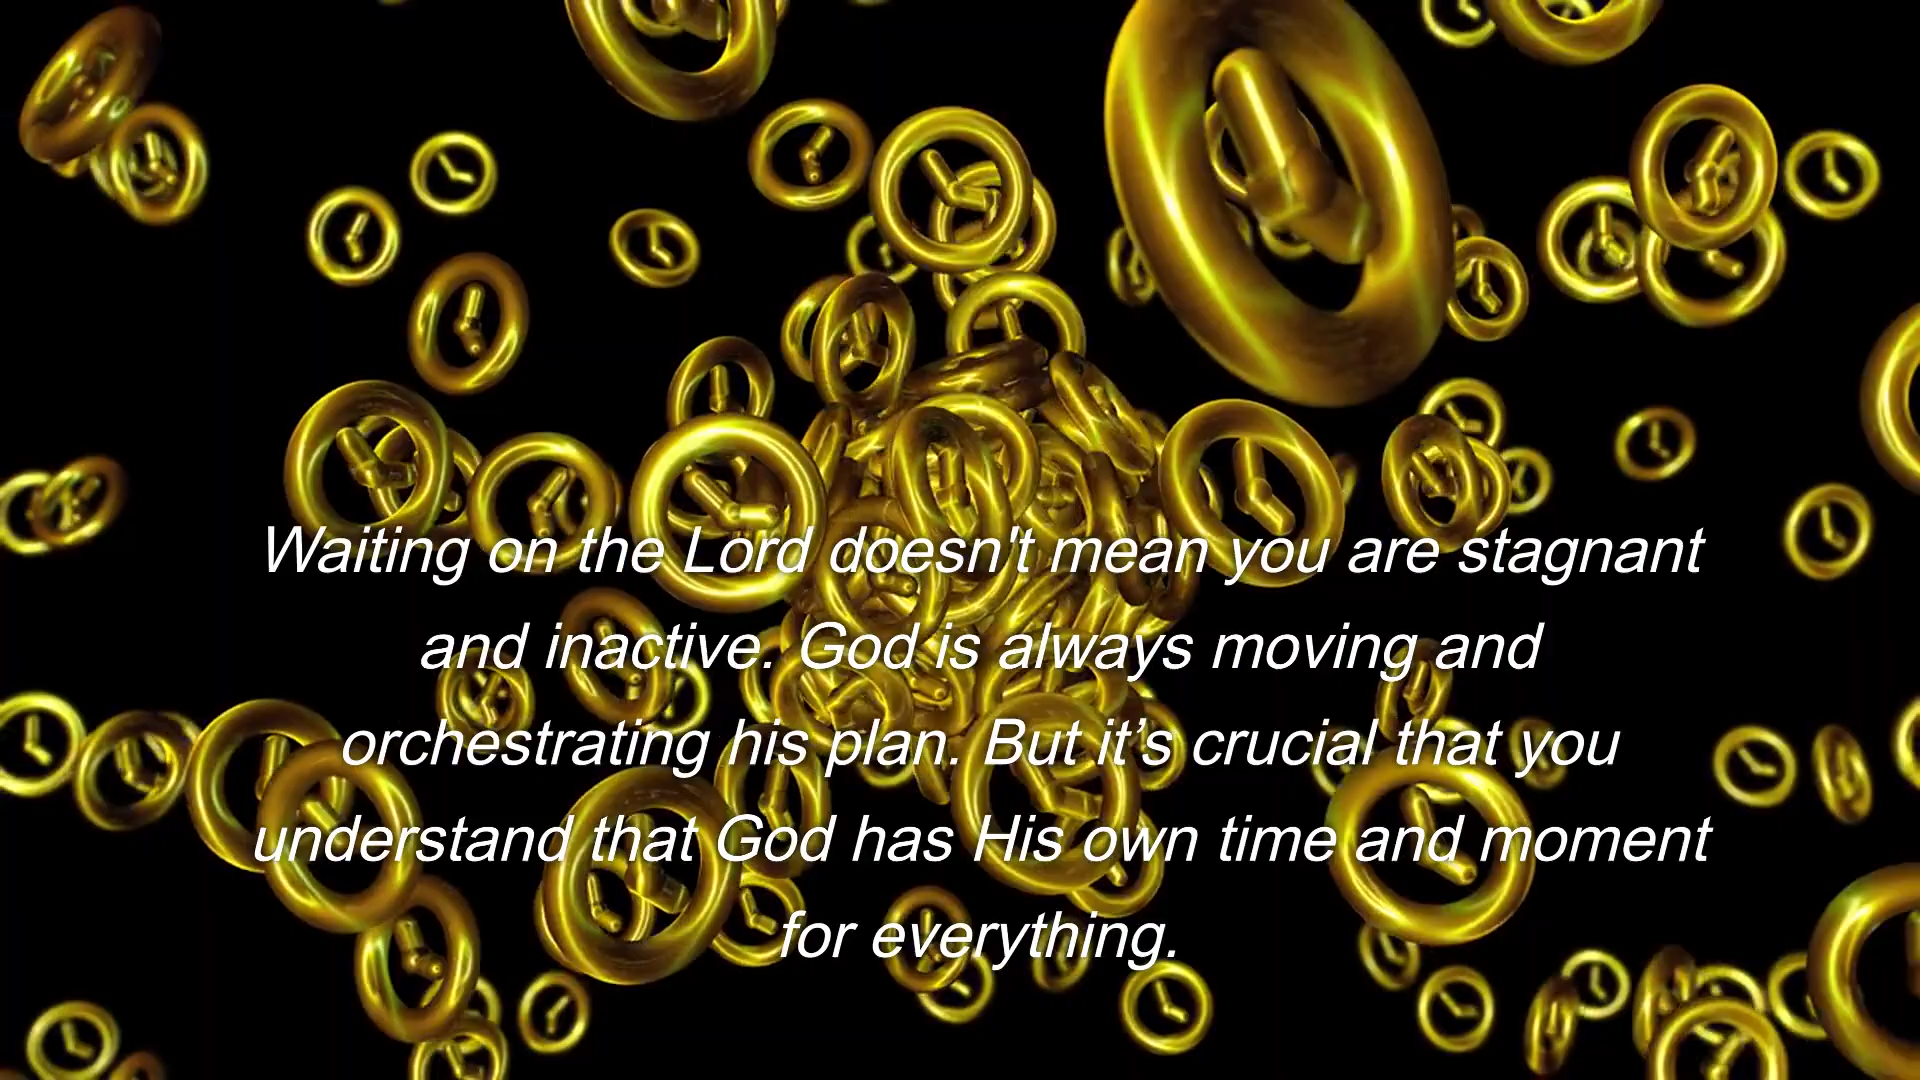 Waiting on the Lord doesn't mean you are stagnant
and inactive. God is always moving and
orchestrating his plan. But it’s crucial that you
understand that God has His own time and moment
for everything.